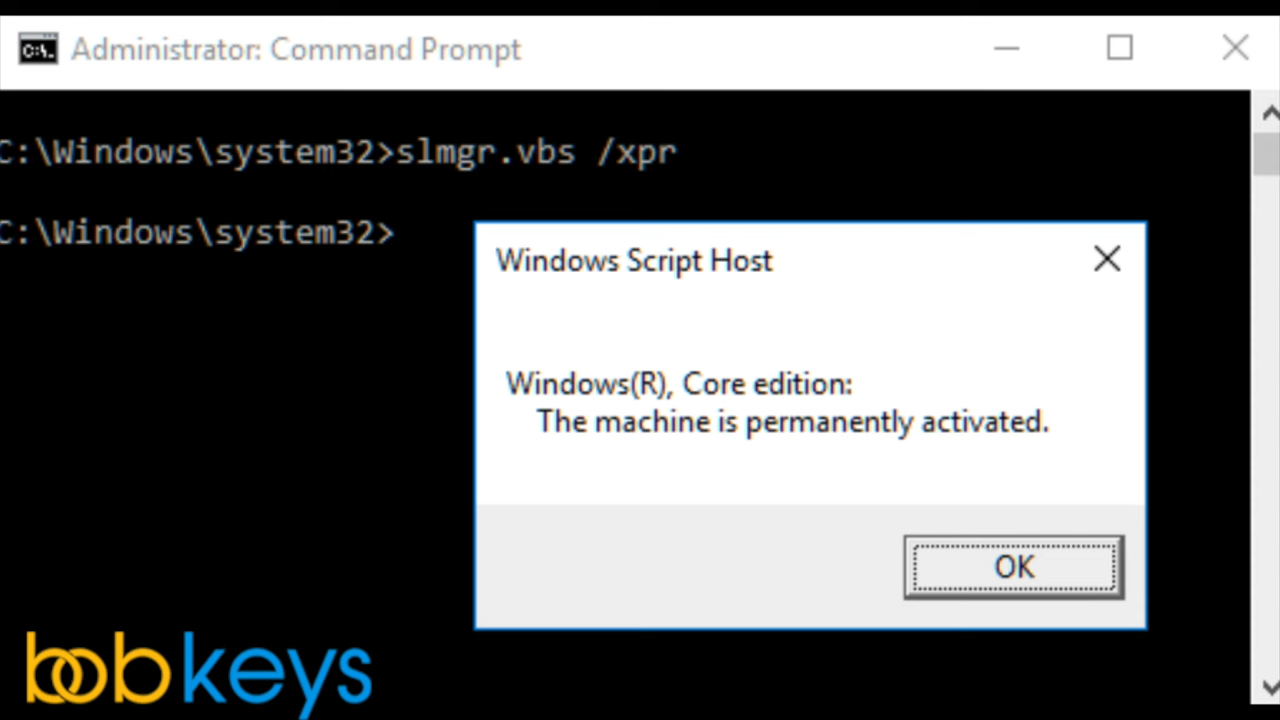 Administrator: Command Prompt
C:\Windows\system32>slmgr.vbs /xpr
C:\Windows\system32>
Windows Script Host
Windows(R), Core edition:
The machine is permanently activated.
OK
bobkeys